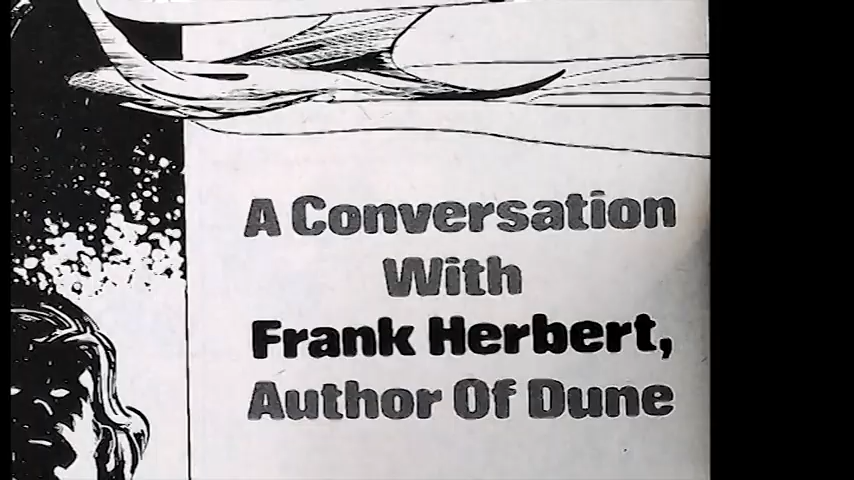 A Conversation
With
Frank Herbert,
Author Of Dune